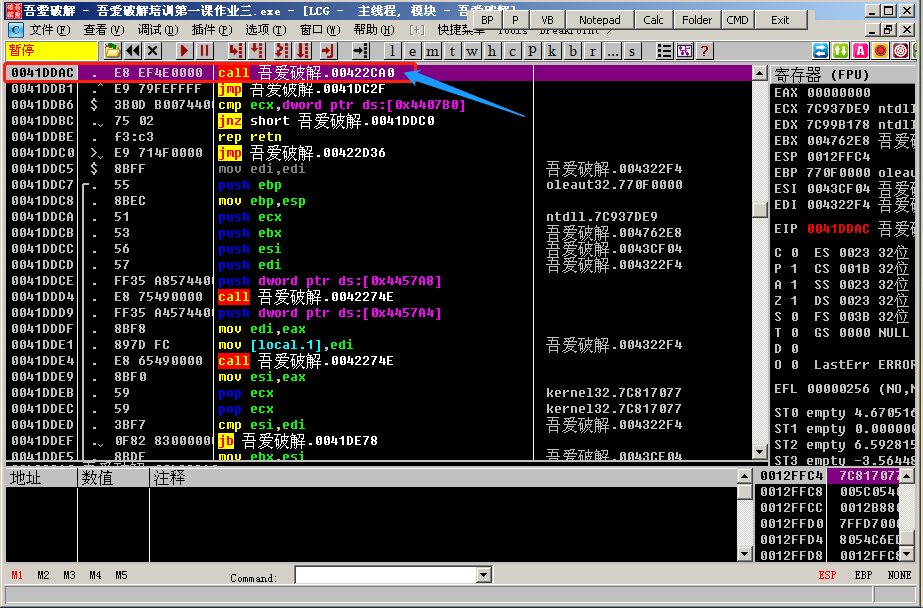 吾爱破解 - 吾爱破解培训第一课作业三.exe - [LCG - 主线程, 模块 - 吾爱破解]
BP P VB Notepad Calc Folder CMD Exit
文件(F) 查看(V) 调试(D) 插件(P) 选项(T) 窗口(W) 帮助(H) [+] 快捷菜单 Tools BreakPoint->
暂停 l e m t w h c p k b r ... s ?
0041DDAC . E8 EF4E0000 call 吾爱破解.00422CA0
0041DDB1 .^ E9 79FEFFFF jmp 吾爱破解.0041DC2F
0041DDB6 $ 3B0D B0074400 cmp ecx,dword ptr ds:[0x4407B0]
0041DDBC .v 75 02 jnz short 吾爱破解.0041DDC0
0041DDBE . f3:c3 rep retn
0041DDC0 >v E9 714F0000 jmp 吾爱破解.00422D36
0041DDC5 $ 8BFF mov edi,edi 吾爱破解.004322F4
0041DDC7 . 55 push ebp oleaut32.770F0000
0041DDC8 . 8BEC mov ebp,esp
0041DDCA . 51 push ecx ntdll.7C937DE9
0041DDCB . 53 push ebx 吾爱破解.004762E8
0041DDCC . 56 push esi 吾爱破解.0043CF04
0041DDCD . 57 push edi 吾爱破解.004322F4
0041DDCE . FF35 A8574400 push dword ptr ds:[0x4457A8]
0041DDD4 . E8 75490000 call 吾爱破解.0042274E
0041DDD9 . FF35 A4574400 push dword ptr ds:[0x4457A4]
0041DDDF . 8BF8 mov edi,eax
0041DDE1 . 897D FC mov [local.1],edi 吾爱破解.004322F4
0041DDE4 . E8 65490000 call 吾爱破解.0042274E
0041DDE9 . 8BF0 mov esi,eax
0041DDEB . 59 pop ecx kernel32.7C817077
0041DDEC . 59 pop ecx kernel32.7C817077
0041DDED . 3BF7 cmp esi,edi 吾爱破解.004322F4
0041DDEF .v 0F82 83000000 jb 吾爱破解.0041DE78
0041DDF5 . 8BDE mov ebx,esi 吾爱破解.0043CF04
寄存器 (FPU)
EAX 00000000
ECX 7C937DE9 ntdll
EDX 7C99B178 ntdll
EBX 004762E8 吾爱破
ESP 0012FFC4
EBP 770F0000 oleau
ESI 0043CF04 吾爱破
EDI 004322F4 吾爱破
EIP 0041DDAC 吾爱破
C 0 ES 0023 32位
P 1 CS 001B 32位
A 1 SS 0023 32位
Z 1 DS 0023 32位
S 0 FS 003B 32位
T 0 GS 0000 NULL
D 0
O 0 LastErr ERROR
EFL 00000256 (NO,N
ST0 empty 4.670516
ST1 empty 0.000000
ST2 empty 6.592815
ST3 empty -3.56448
地址 数值 注释
0012FFC4 7C817077
0012FFC8 005C054
0012FFCC 0012B88
0012FFD0 7FFD7000
0012FFD4 8054C6ED
0012FFD8 0012FFC8
M1 M2 M3 M4 M5 Command: ESP EBP NONE